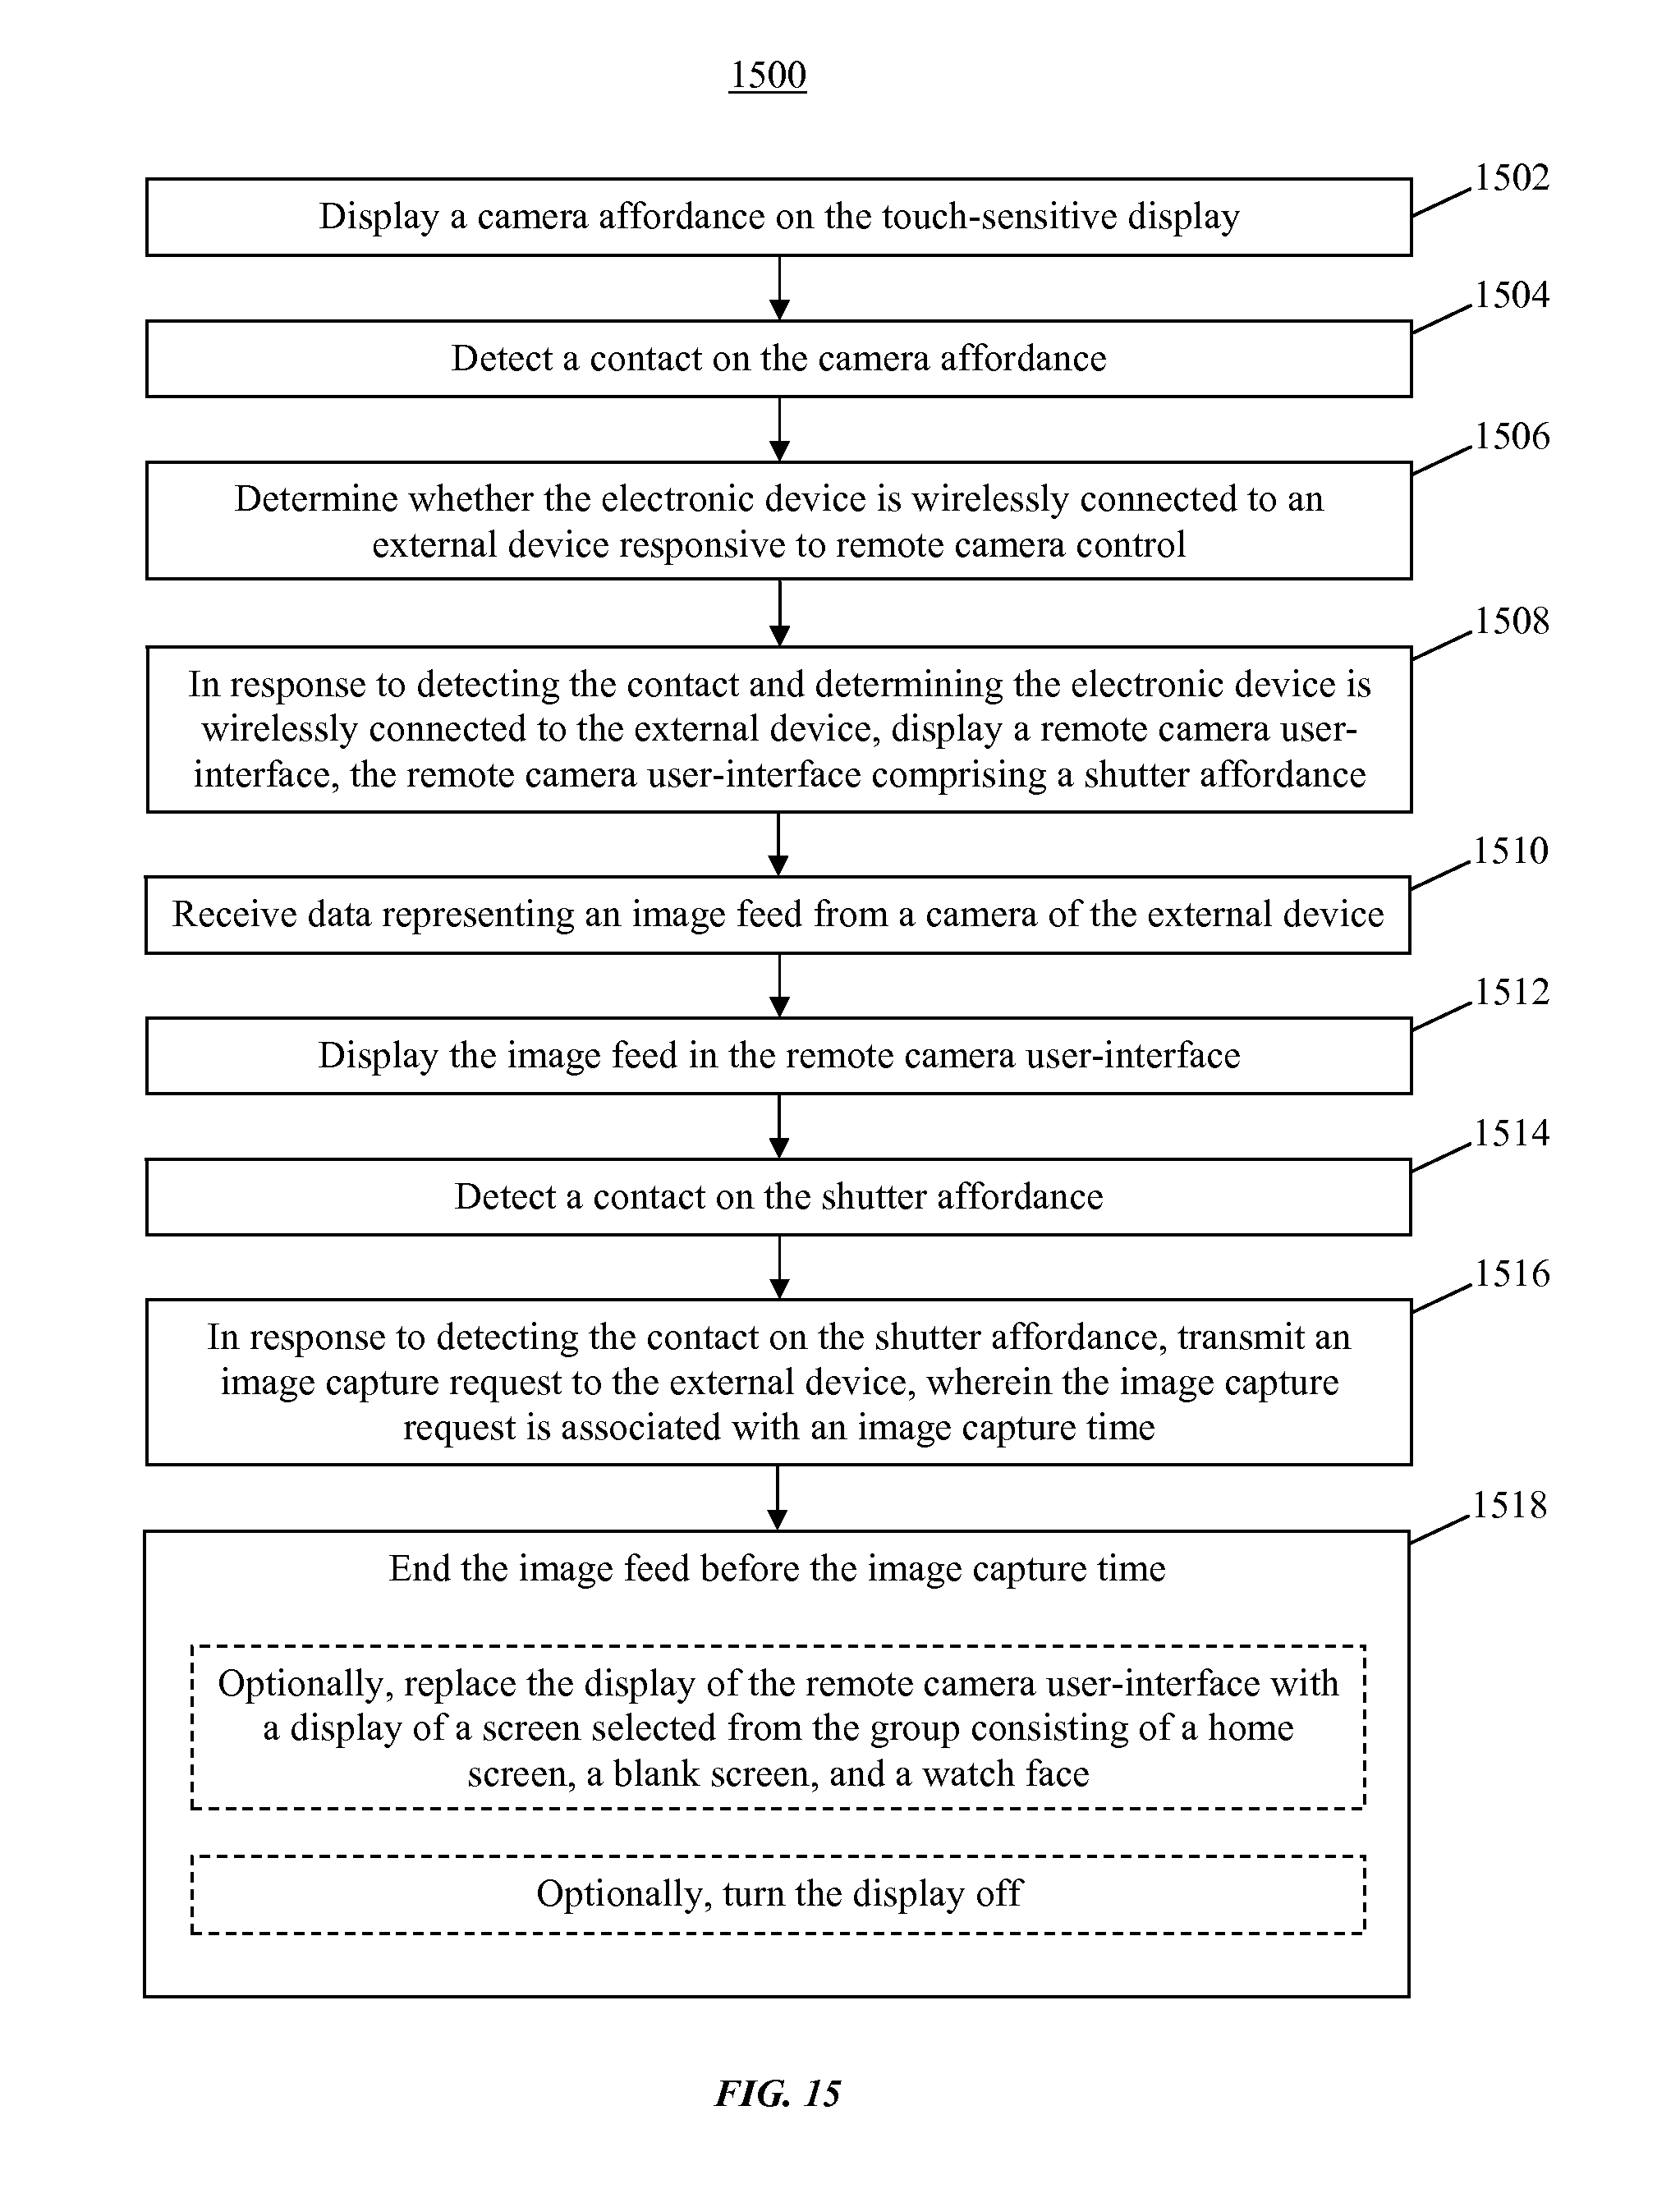 1500
1502
Display a camera affordance on the touch-sensitive display
1504
Detect a contact on the camera affordance
1506
Determine whether the electronic device is wirelessly connected to an
external device responsive to remote camera control
1508
In response to detecting the contact and determining the electronic device is
wirelessly connected to the external device, display a remote camera user-
interface, the remote camera user-interface comprising a shutter affordance
1510
Receive data representing an image feed from a camera of the external device
1512
Display the image feed in the remote camera user-interface
1514
Detect a contact on the shutter affordance
1516
In response to detecting the contact on the shutter affordance, transmit an
image capture request to the external device, wherein the image capture
request is associated with an image capture time
1518
End the image feed before the image capture time
Optionally, replace the display of the remote camera user-interface with
a display of a screen selected from the group consisting of a home
screen, a blank screen, and a watch face
Optionally, turn the display off
FIG. 15